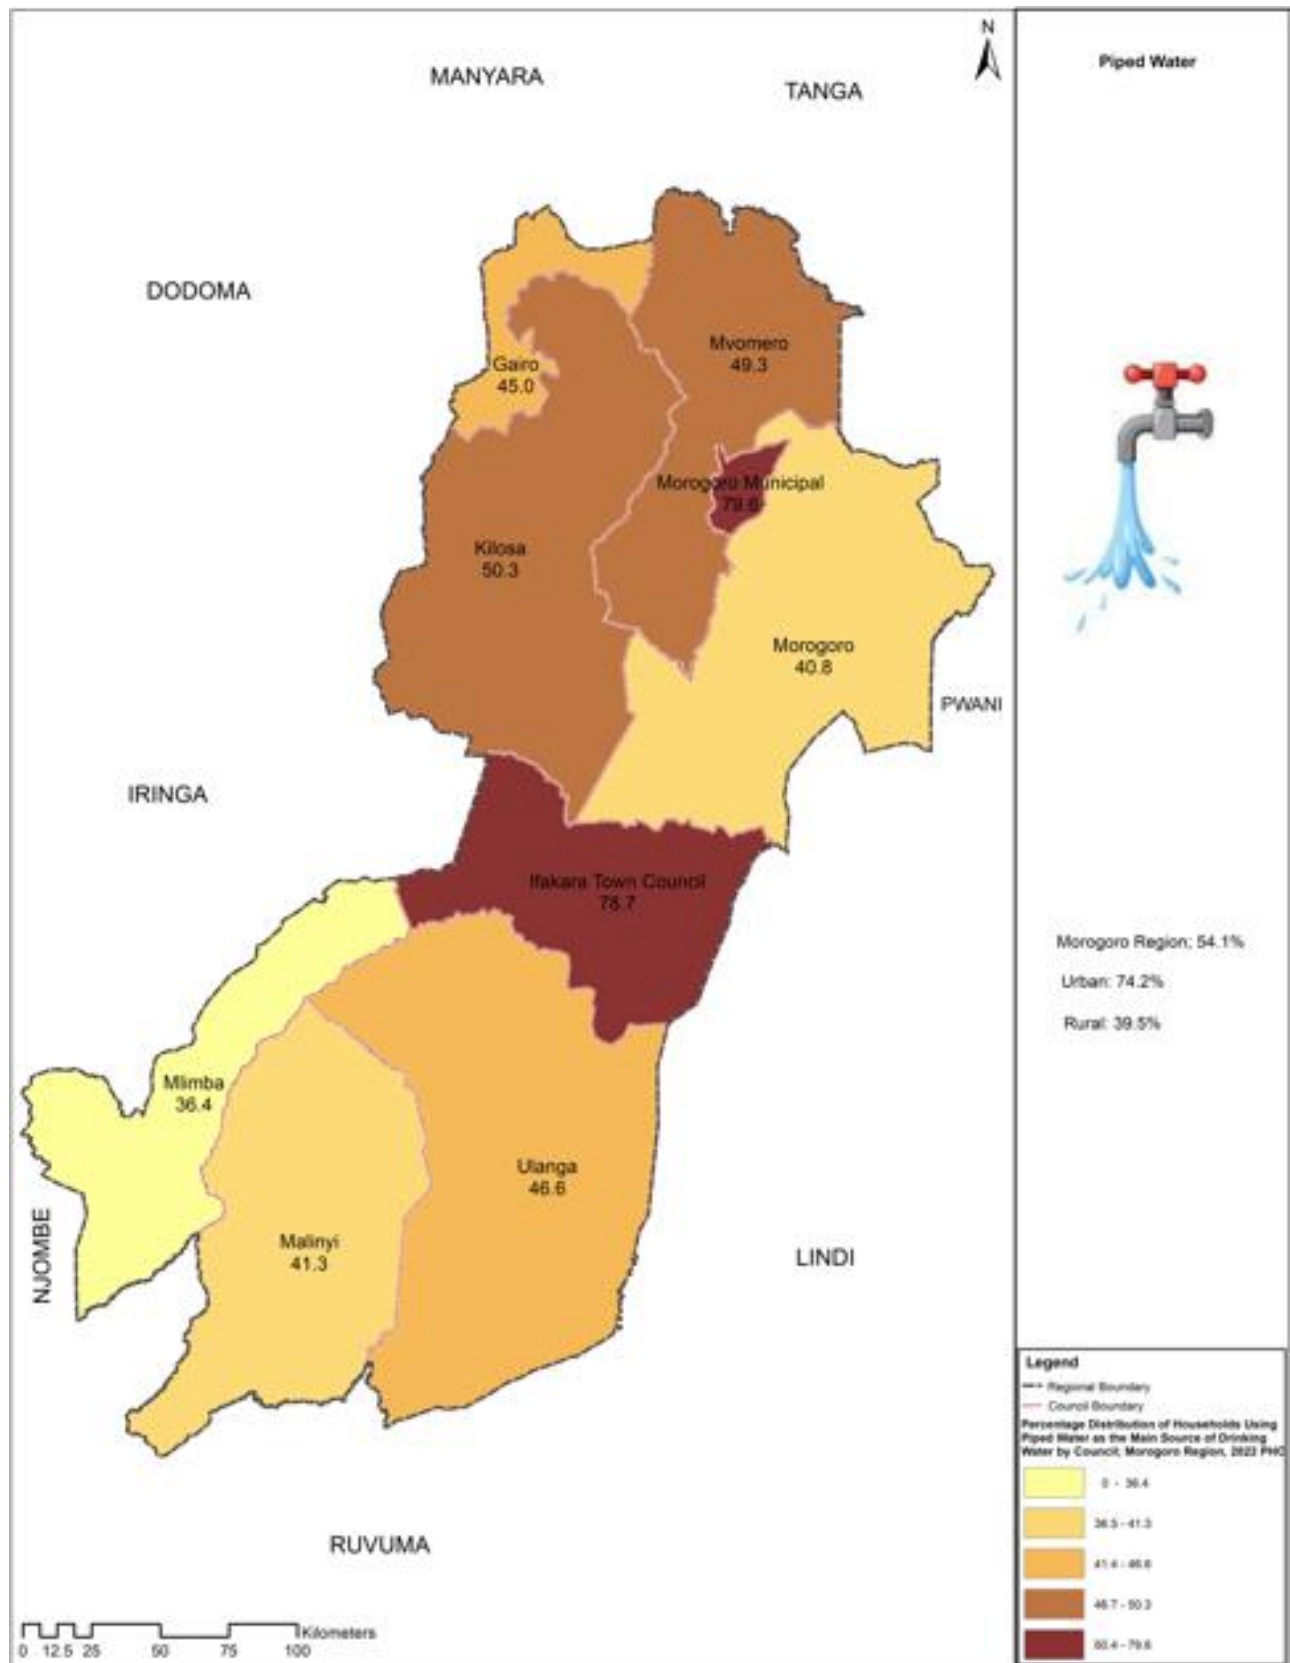 N
MANYARA
TANGA
DODOMA
Mvomero
49.3
Gairo
45.0
Morogoro Municipal
79.6
Kilosa
50.3
Morogoro
40.8
PWANI
IRINGA
Ifakara Town Council
78.7
Mlimba
36.4
Ulanga
46.6
Malinyi
41.3
NJOMBE
LINDI
RUVUMA
Kilometers
0 12.5 25 50 75 100
Piped Water
Morogoro Region; 54.1%
Urban: 74.2%
Rural: 39.5%
Legend
Regional Boundary
Council Boundary
Percentage Distribution of Households Using
Piped Water as the Main Source of Drinking
Water by Council; Morogoro Region, 2022 PHC
0 - 36.4
36.5 - 41.3
41.4 - 46.6
46.7 - 50.3
50.4 - 79.6